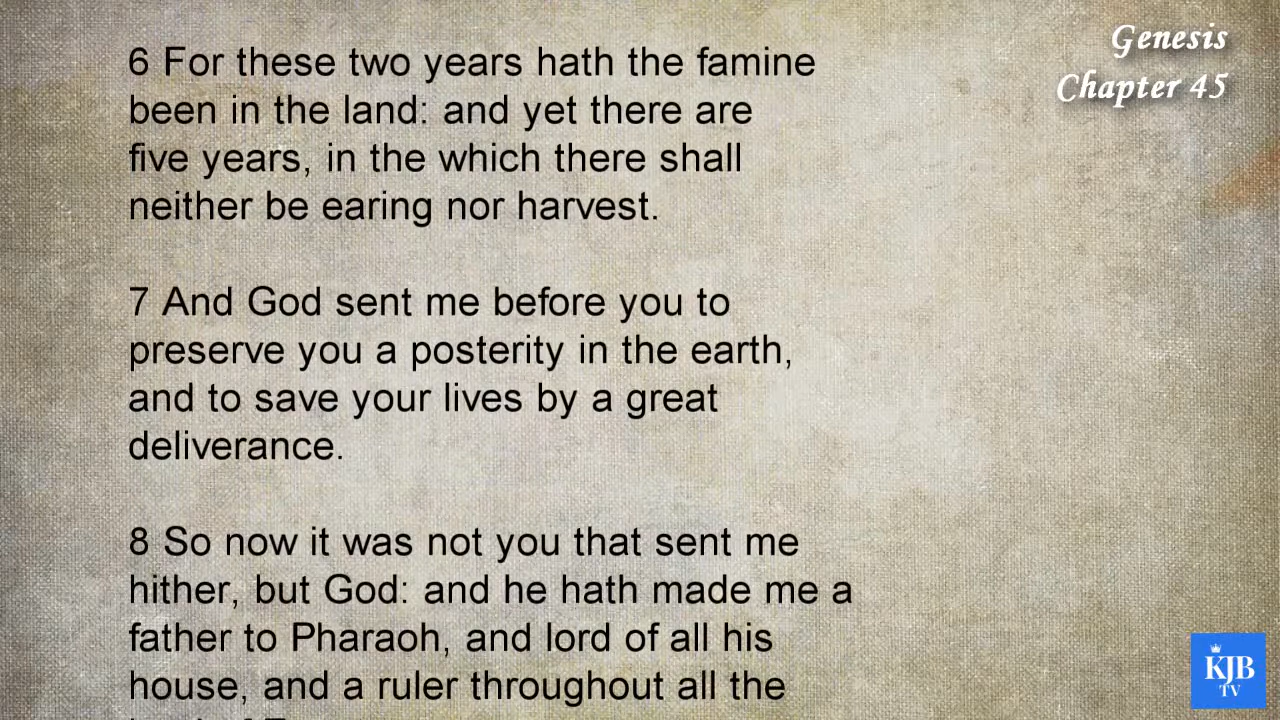 Genesis
Chapter 45
6 For these two years hath the famine
been in the land: and yet there are
five years, in the which there shall
neither be earing nor harvest.
7 And God sent me before you to
preserve you a posterity in the earth,
and to save your lives by a great
deliverance.
8 So now it was not you that sent me
hither, but God: and he hath made me a
father to Pharaoh, and lord of all his
house, and a ruler throughout all the
KJB
TV